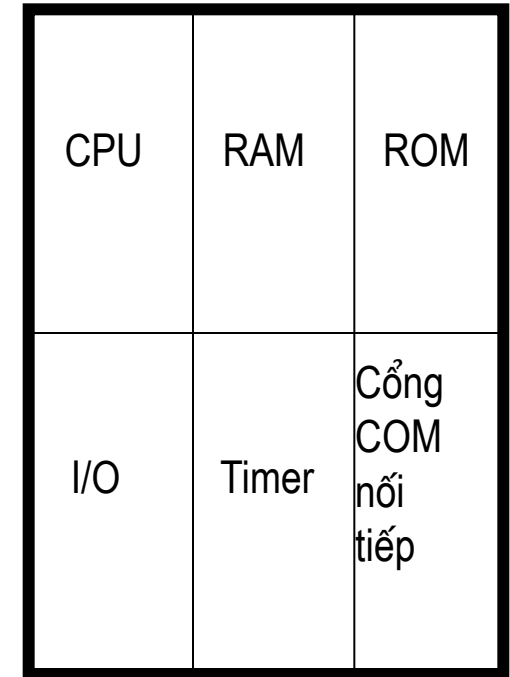 CPU
RAM
ROM
I/O
Timer
Cổng
COM
nối
tiếp